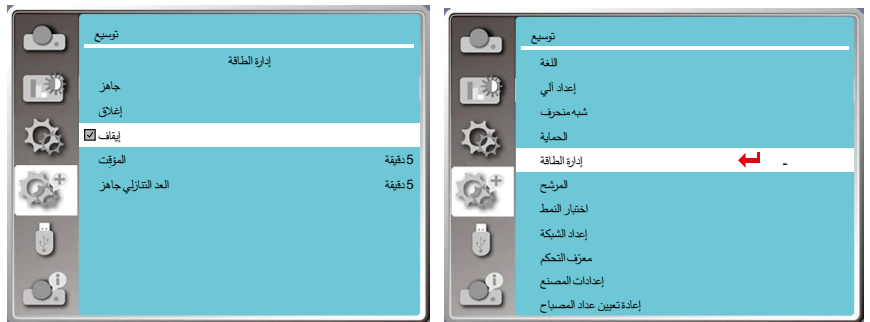 توسيع
إدارة الطاقة
جاهز
إغلاق
إيقاف
المؤقِت 5 دقيقة
العد التنازلي جاهز 5 دقيقة
توسيع
اللغة
إعداد آلي
شبه منحرف
الحماية
إدارة الطاقة -
المرشح
اختبار النمط
إعداد الشبكة
معرّف التحكم
إعدادات المصنع
إعادة تعيين عداد المصباح